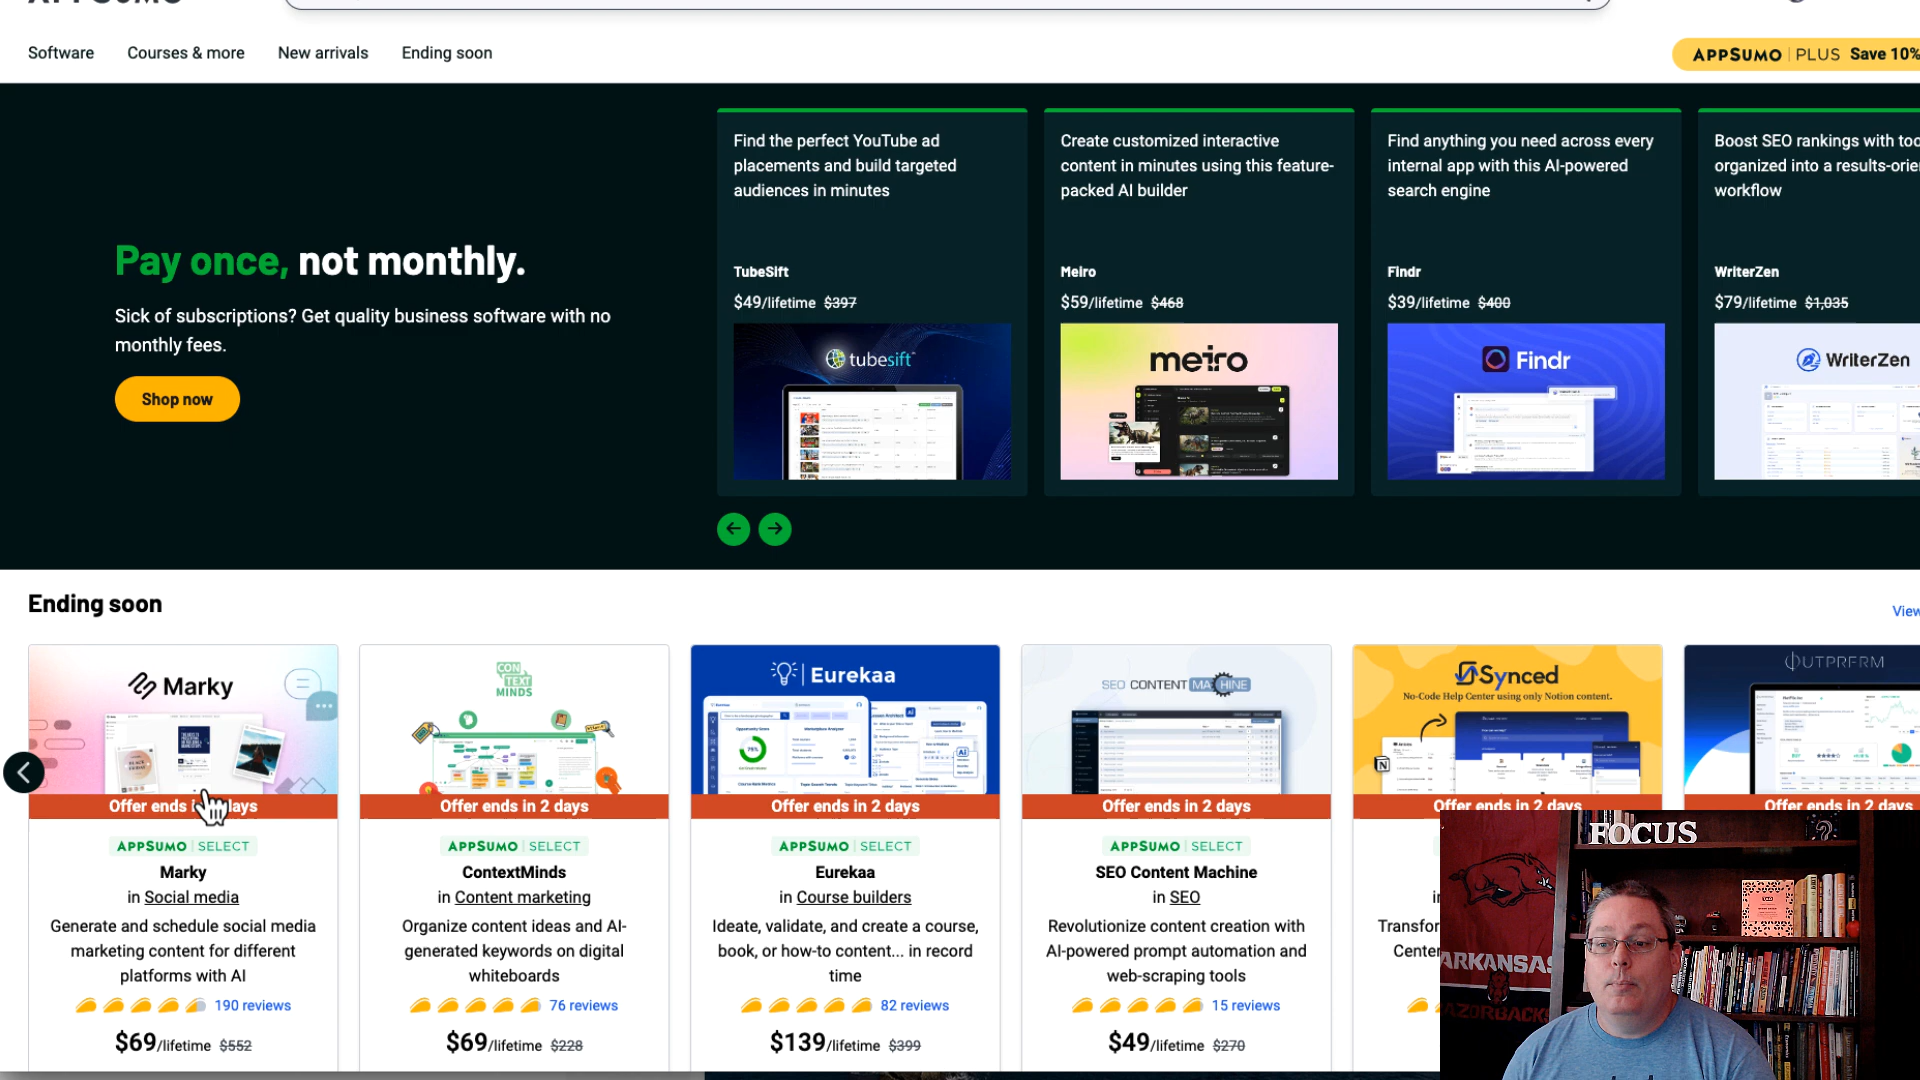 APPSUMO
Software
Courses & more
New arrivals
Ending soon
APPSUMO PLUS Save 10%
Pay once, not monthly.
Sick of subscriptions? Get quality business software with no
monthly fees.
Shop now
Find the perfect YouTube ad
placements and build targeted
audiences in minutes
TubeSift
$49/lifetime $397
tubesift
Create customized interactive
content in minutes using this feature-
packed AI builder
Meiro
$59/lifetime $468
meiro
Find anything you need across every
internal app with this AI-powered
search engine
Findr
$39/lifetime $400
Findr
Boost SEO rankings with
organized into a
workflow
WriterZen
$79/lifetime $1,035
WriterZen
Ending soon
View
Marky
Offer ends
APPSUMO SELECT
Marky
in Social media
Generate and schedule social media
marketing content for different
platforms with AI
190 reviews
$69/lifetime $552
CON
TEXT
MINDS
Offer ends in 2 days
APPSUMO SELECT
ContextMinds
in Content marketing
Organize content ideas and AI-
generated keywords on digital
whiteboards
76 reviews
$69/lifetime $228
Eurekaa
Offer ends in 2 days
APPSUMO SELECT
Eurekaa
in Course builders
Ideate, validate, and create a course,
book, or how-to content... in record
time
82 reviews
$139/lifetime $399
SEO CONTENT MACHINE
Offer ends in 2 days
APPSUMO SELECT
SEO Content Machine
in SEO
Revolutionize content creation with
AI-powered prompt automation and
web-scraping tools
15 reviews
$49/lifetime $270
Synced
No-Code Help Center using only Notion content.
Offer ends in 2 days
OUTPRFRM
Offer ends in 2 days
FOCUS
ARKANSAS
RAZORBACKS